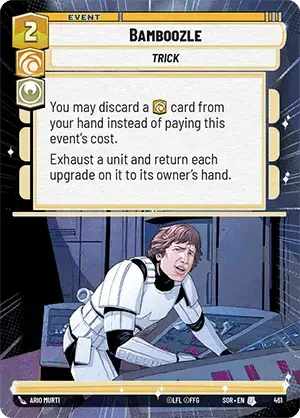 EVENT
2
BAMBOOZLE
TRICK
You may discard a card from
your hand instead of paying this
event's cost.
Exhaust a unit and return each
upgrade on it to its owner's hand.
ARIO MURTI
©LFL ©FFG
SOR • EN
461